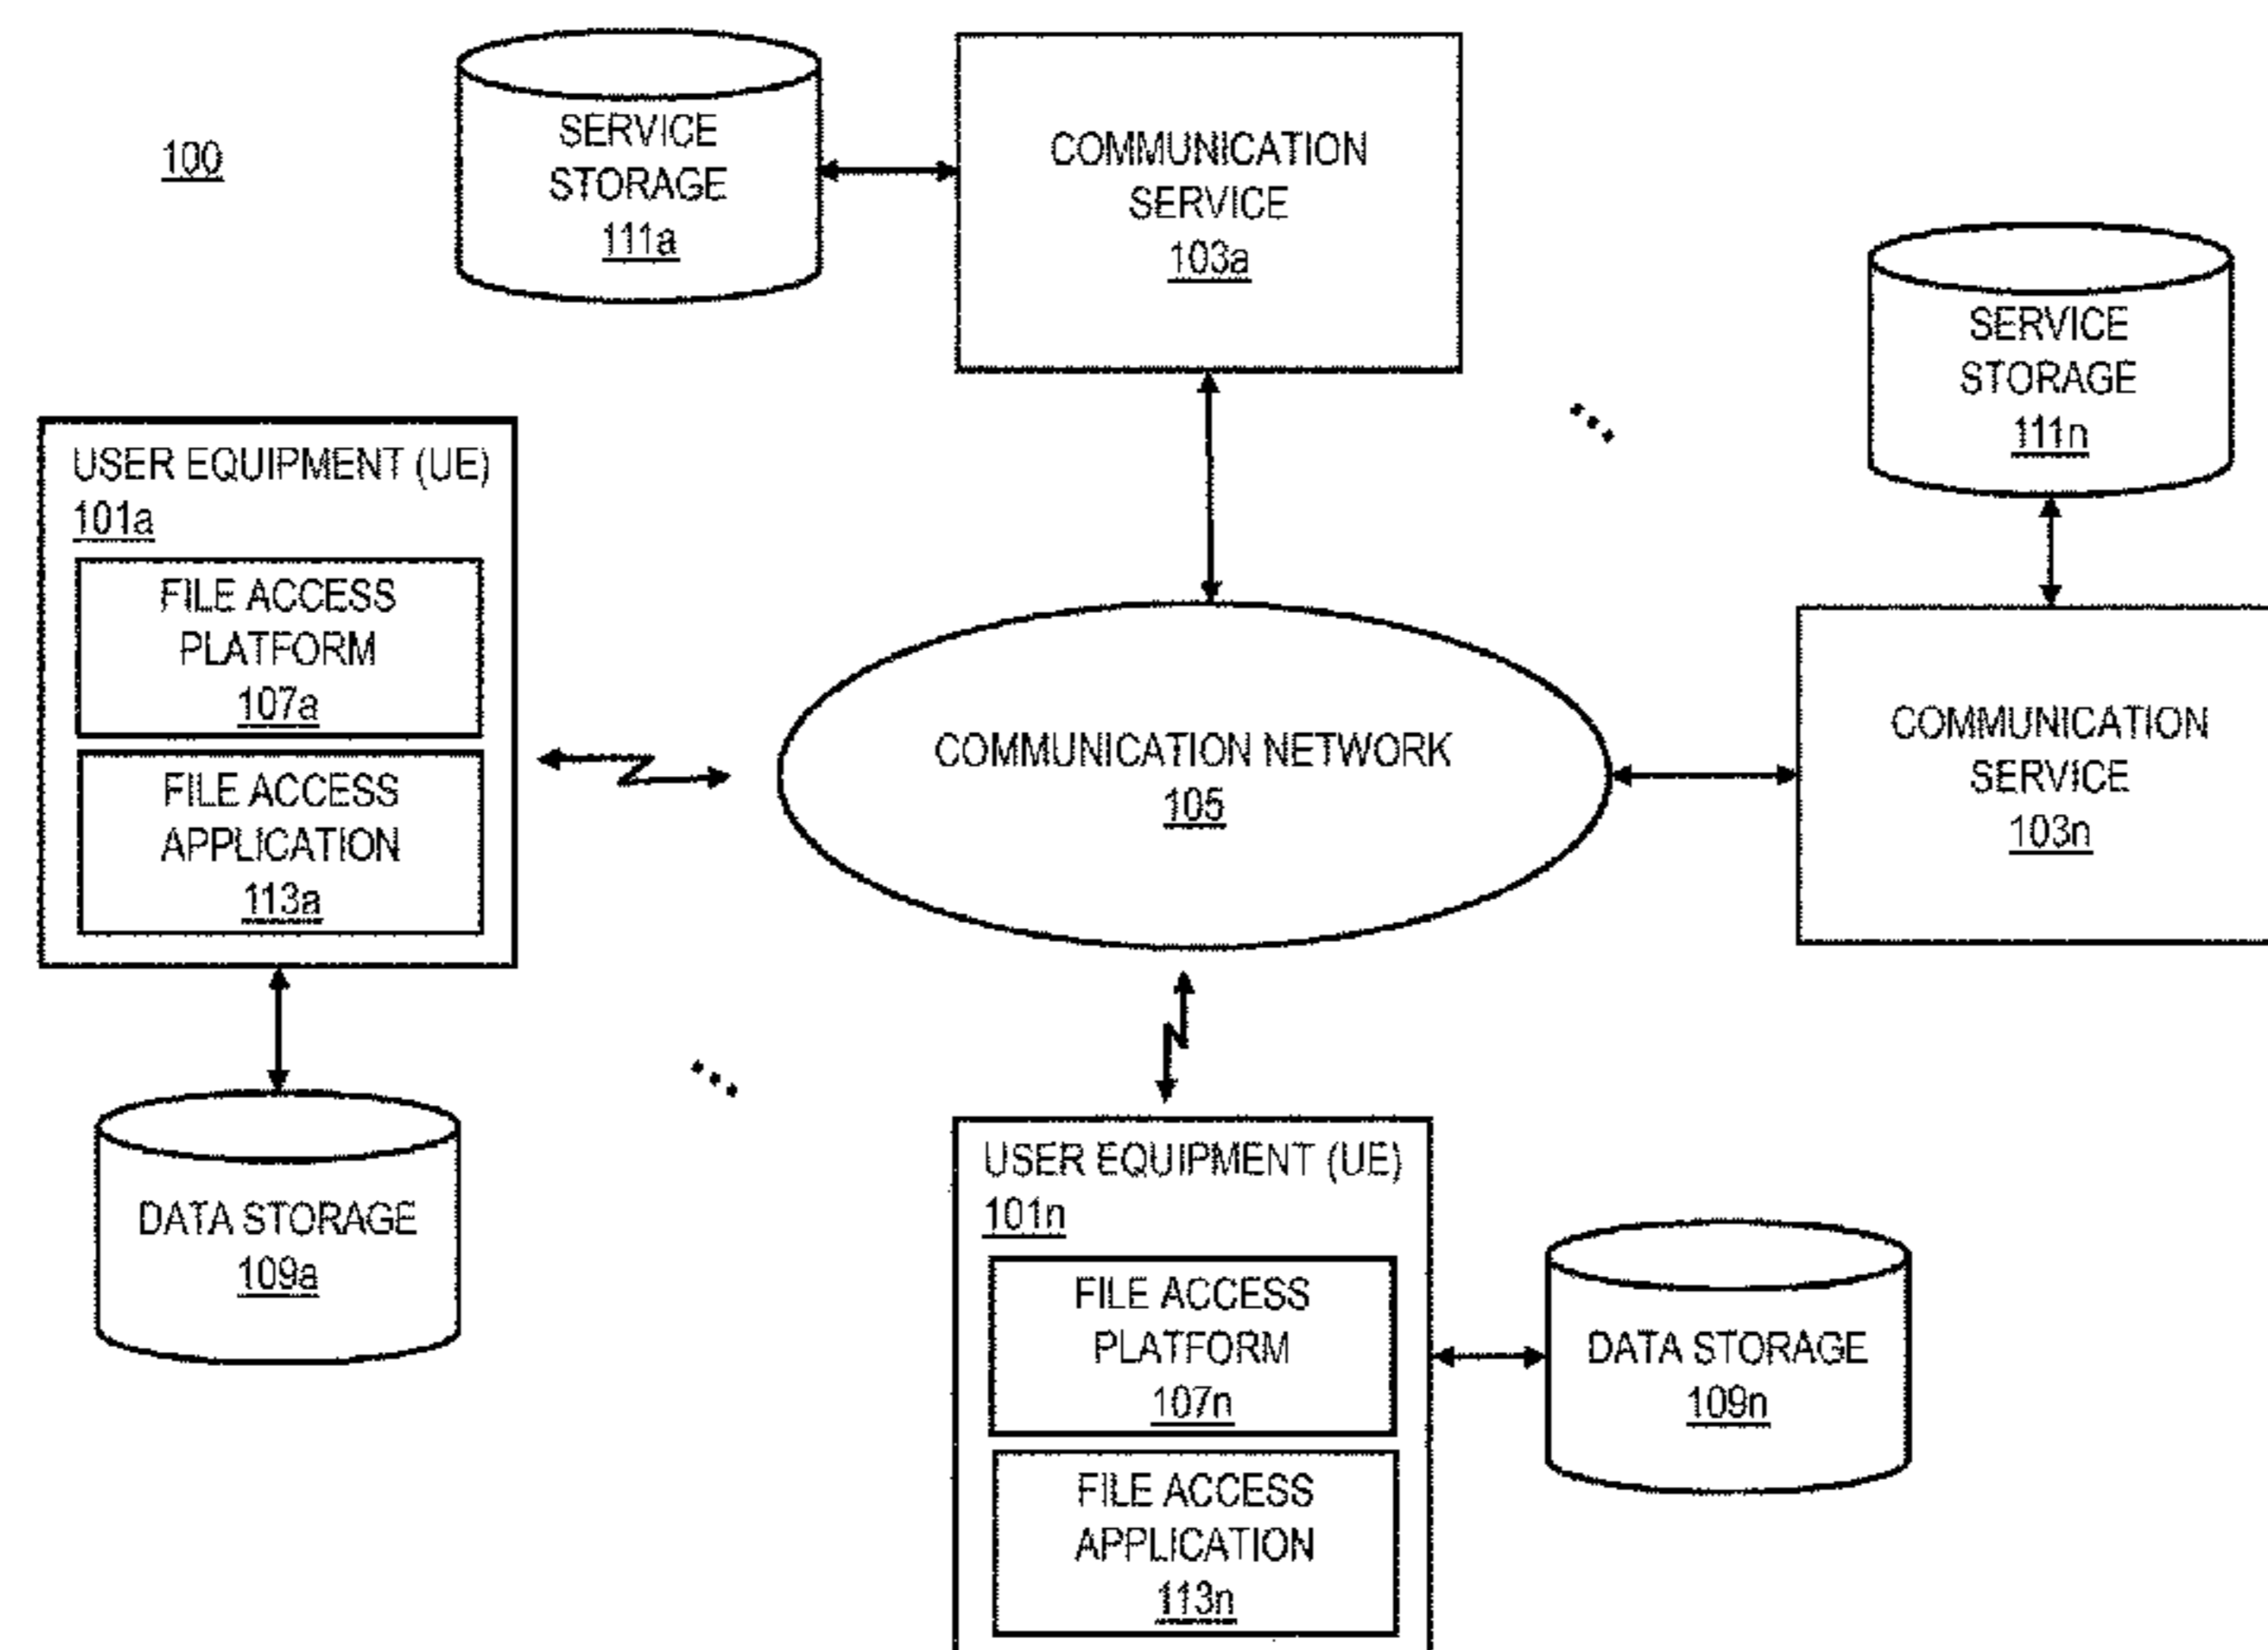 100
SERVICE
STORAGE
111a
COMMUNICATION
SERVICE
103a
SERVICE
STORAGE
111n
USER EQUIPMENT (UE)
101a
FILE ACCESS
PLATFORM
107a
FILE ACCESS
APPLICATION
113a
COMMUNICATION NETWORK
105
COMMUNICATION
SERVICE
103n
DATA STORAGE
109a
USER EQUIPMENT (UE)
101n
FILE ACCESS
PLATFORM
107n
FILE ACCESS
APPLICATION
113n
DATA STORAGE
109n